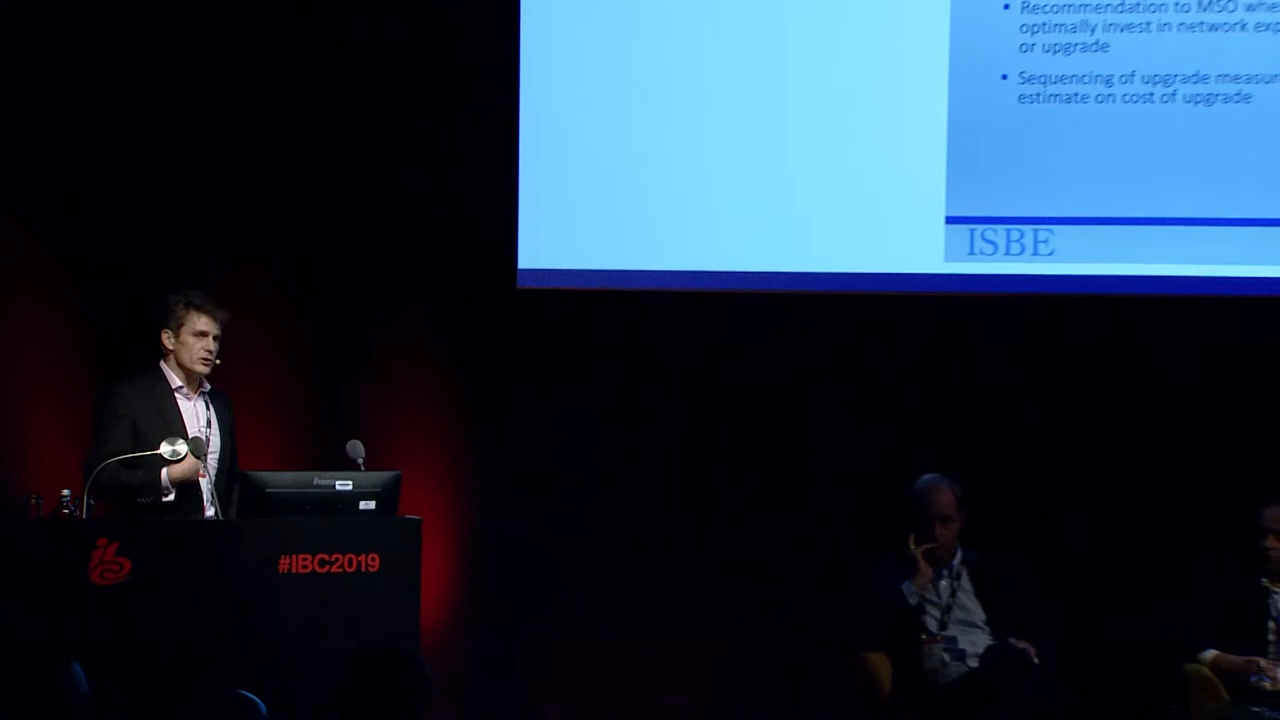 • Recommendation to MSO whe
optimally invest in network exp
or upgrade
• Sequencing of upgrade measur
estimate on cost of upgrade
ISBE
iiyama
#IBC2019